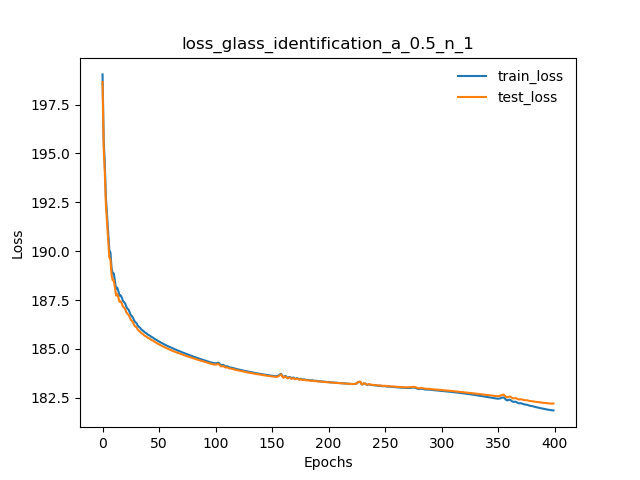 loss_glass_identification_a_0.5_n_1
train_loss
test_loss
197.5
195.0
192.5
190.0
187.5
185.0
182.5
Loss
0 50 100 150 200 250 300 350 400
Epochs